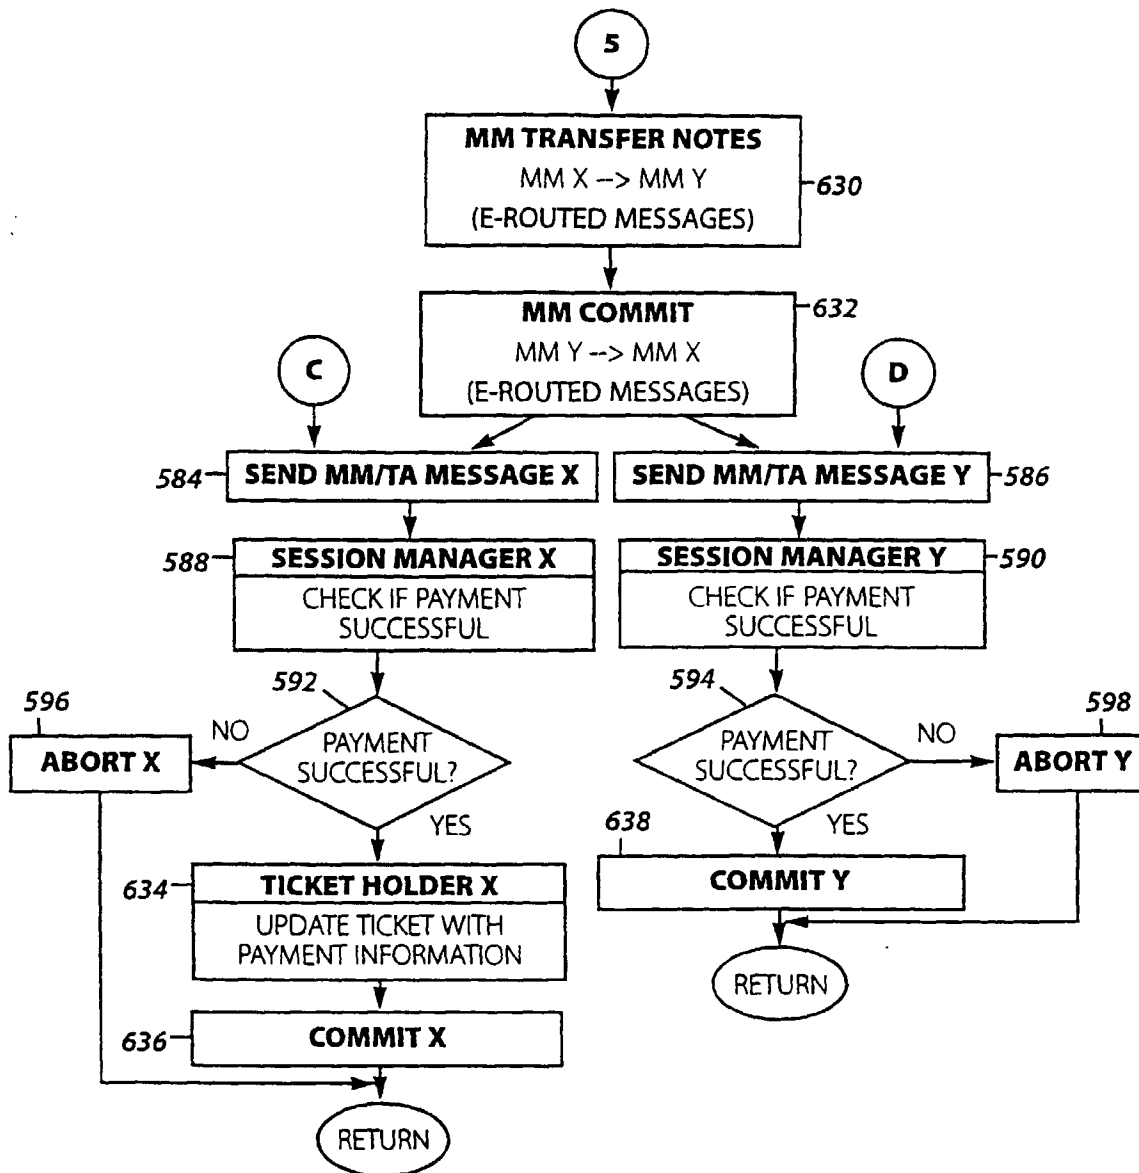 5
MM TRANSFER NOTES
MM X --> MM Y
(E-ROUTED MESSAGES)
630
MM COMMIT
MM Y --> MM X
(E-ROUTED MESSAGES)
632
C
D
584
SEND MM/TA MESSAGE X
SEND MM/TA MESSAGE Y
586
588
SESSION MANAGER X
CHECK IF PAYMENT
SUCCESSFUL
SESSION MANAGER Y
CHECK IF PAYMENT
SUCCESSFUL
590
592
PAYMENT
SUCCESSFUL?
NO
YES
596
ABORT X
594
PAYMENT
SUCCESSFUL?
NO
YES
598
ABORT Y
634
TICKET HOLDER X
UPDATE TICKET WITH
PAYMENT INFORMATION
638
COMMIT Y
RETURN
636
COMMIT X
RETURN